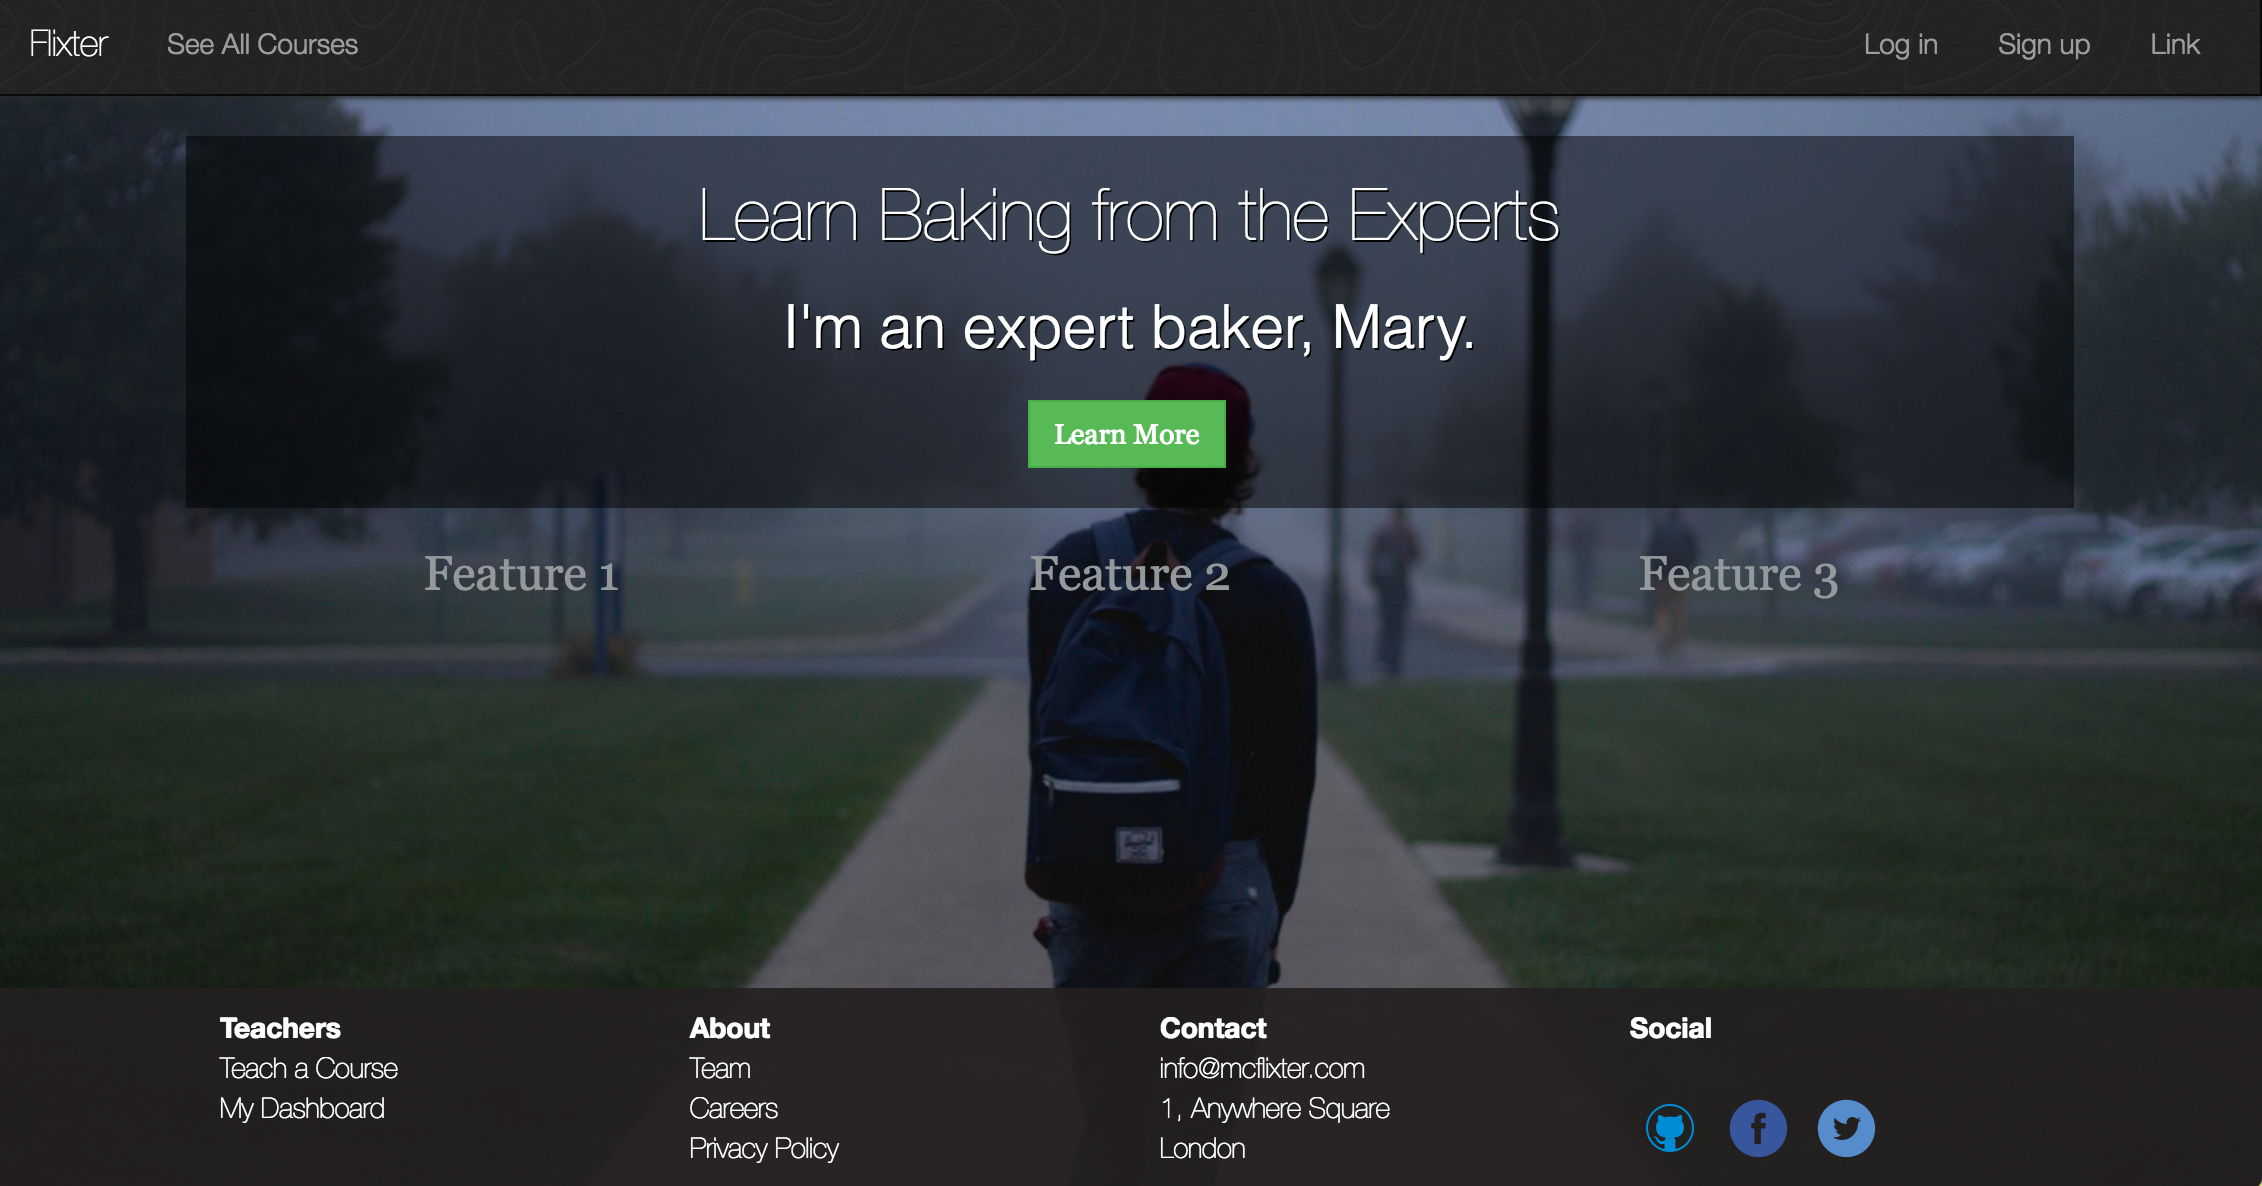 Flixter See All Courses Log in Sign up Link
Learn Baking from the Experts
I'm an expert baker, Mary.
Learn More
Feature 1 Feature 2 Feature 3
Teachers
Teach a Course
My Dashboard
About
Team
Careers
Privacy Policy
Contact
info@mcflixter.com
1, Anywhere Square
London
Social